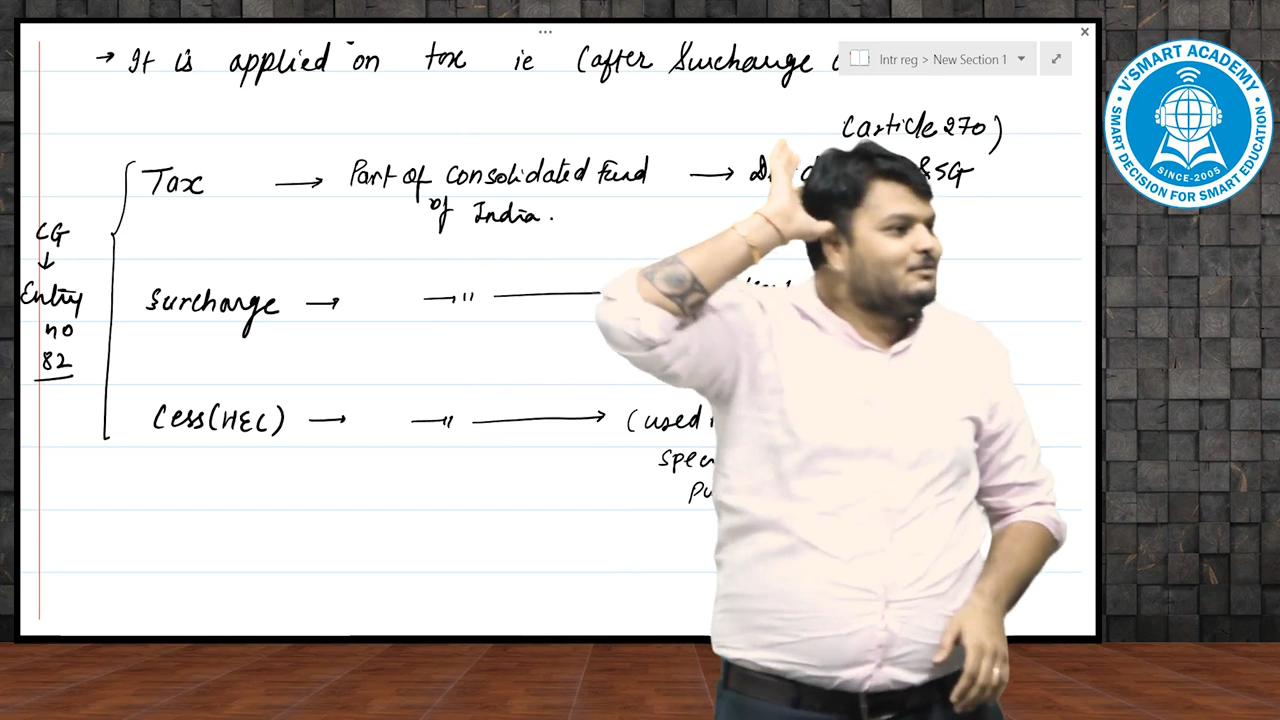 → It is applied on tax ie (after Surcharge
Intr reg > New Section 1
(article 270)
Tax → Part of Consolidated Fund → &SG
of India.
CG
↓
Entry
no
82
Surcharge → —"—
Cess(HEC) → —"— → (used
V'SMART ACADEMY
SMART DECISION FOR SMART EDUCATION
SINCE-2005